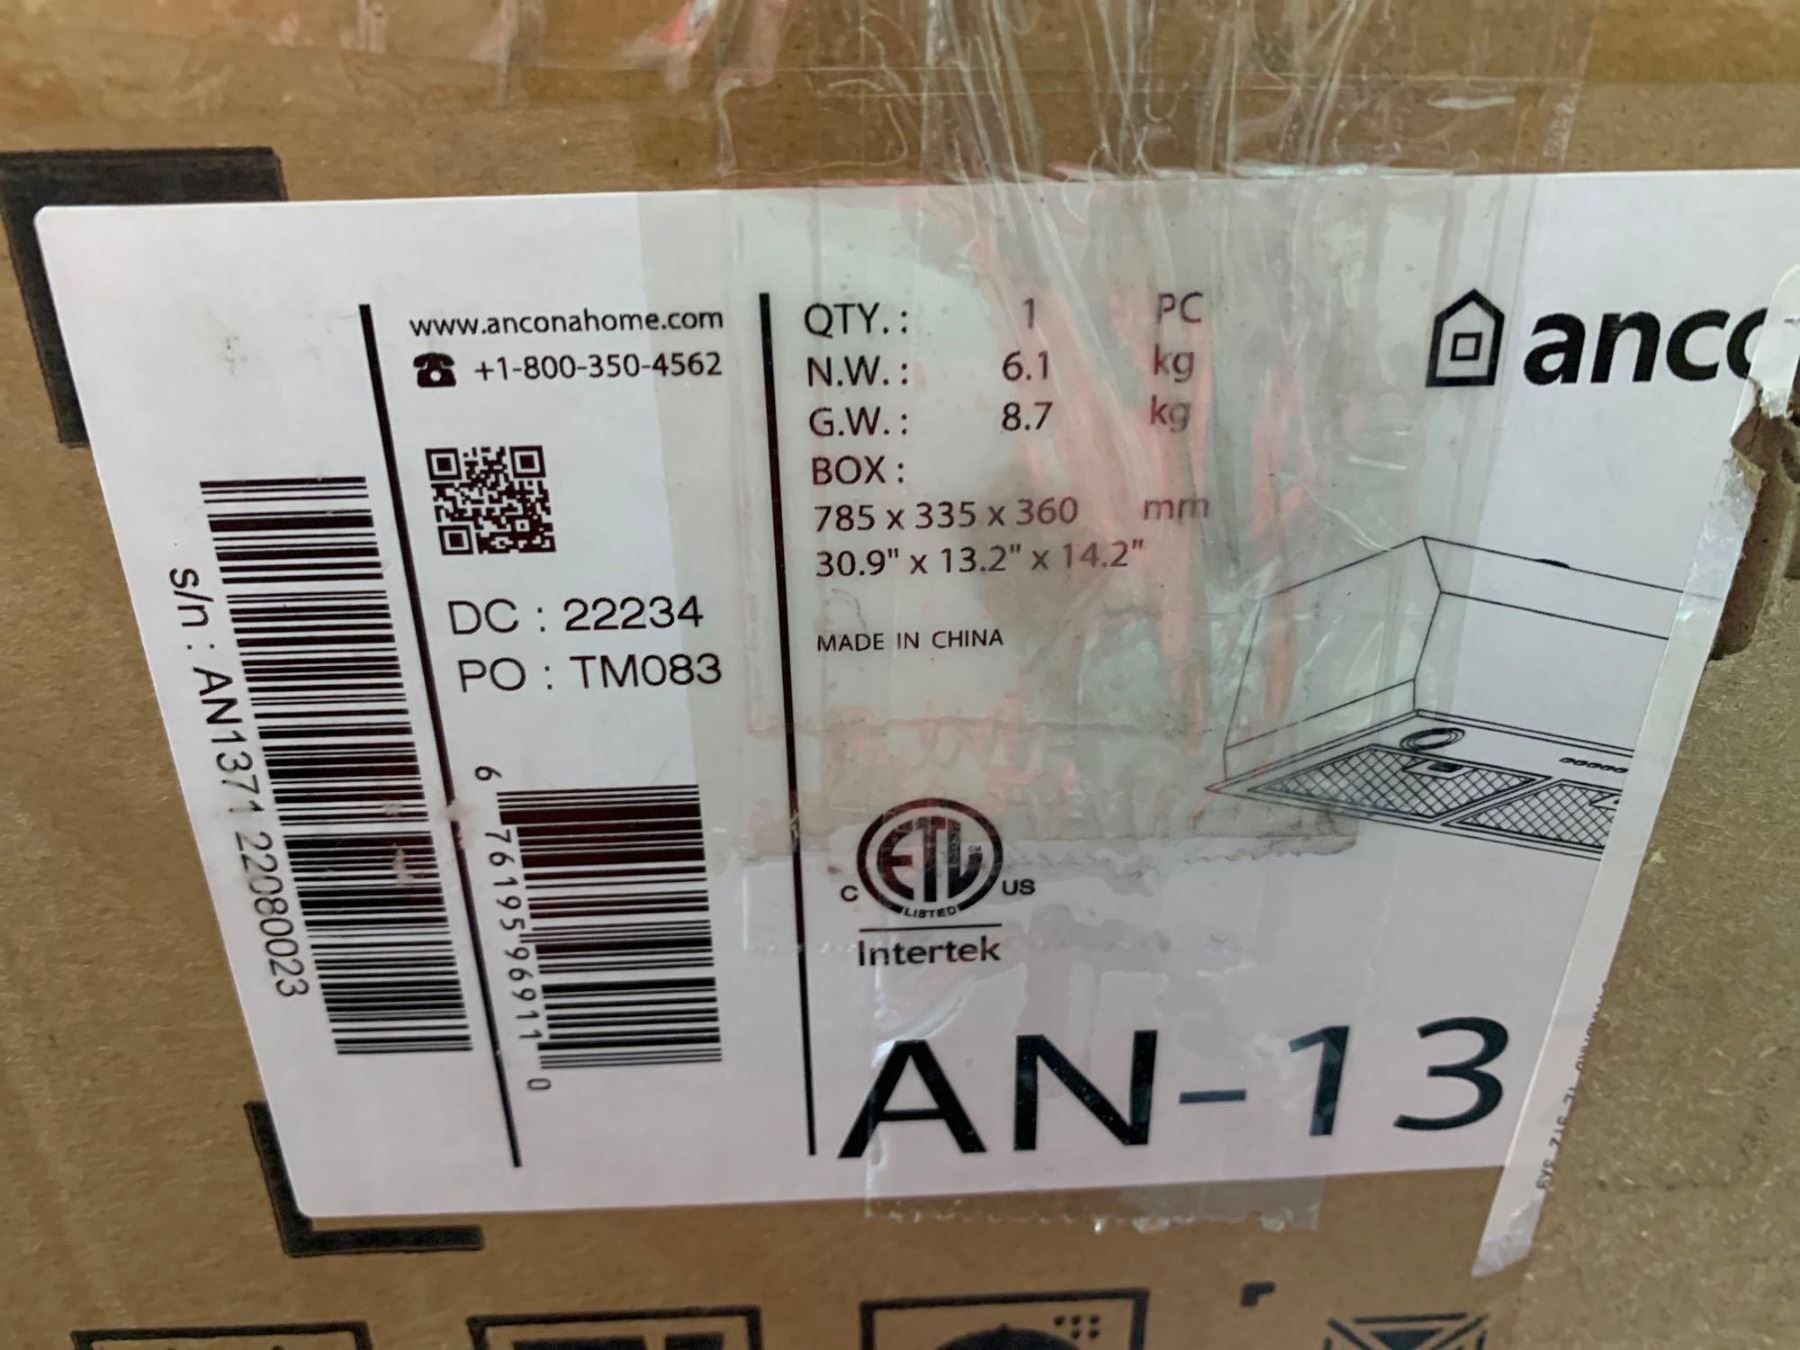 www.anconahome.com
+1-800-350-4562
DC : 22234
PO : TM083
s/n : AN1371 22080023
6 76195 96911 0
QTY. : 1 PC
N.W. : 6.1 kg
G.W. : 8.7 kg
BOX :
785 x 335 x 360 mm
30.9" x 13.2" x 14.2"
MADE IN CHINA
ETL
C US
LISTED
Intertek
anco
AN-13